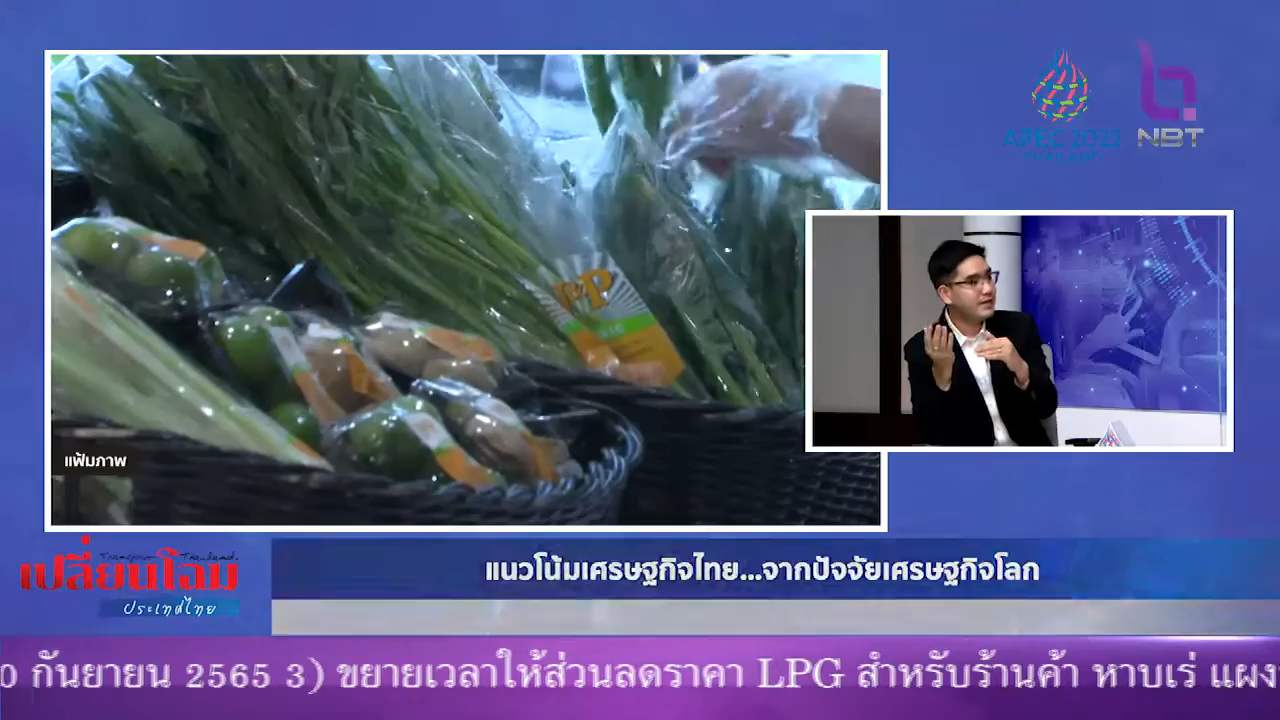 APEC 2022
THAILAND
NBT
แฟ้มภาพ
Transform Thailand.
เปลี่ยนโฉม
ประเทศไทย
แนวโน้มเศรษฐกิจไทย...จากปัจจัยเศรษฐกิจโลก
0 กันยายน 2565 3) ขยายเวลาให้ส่วนลดราคา LPG สำหรับร้านค้า หาบเร่ แผง